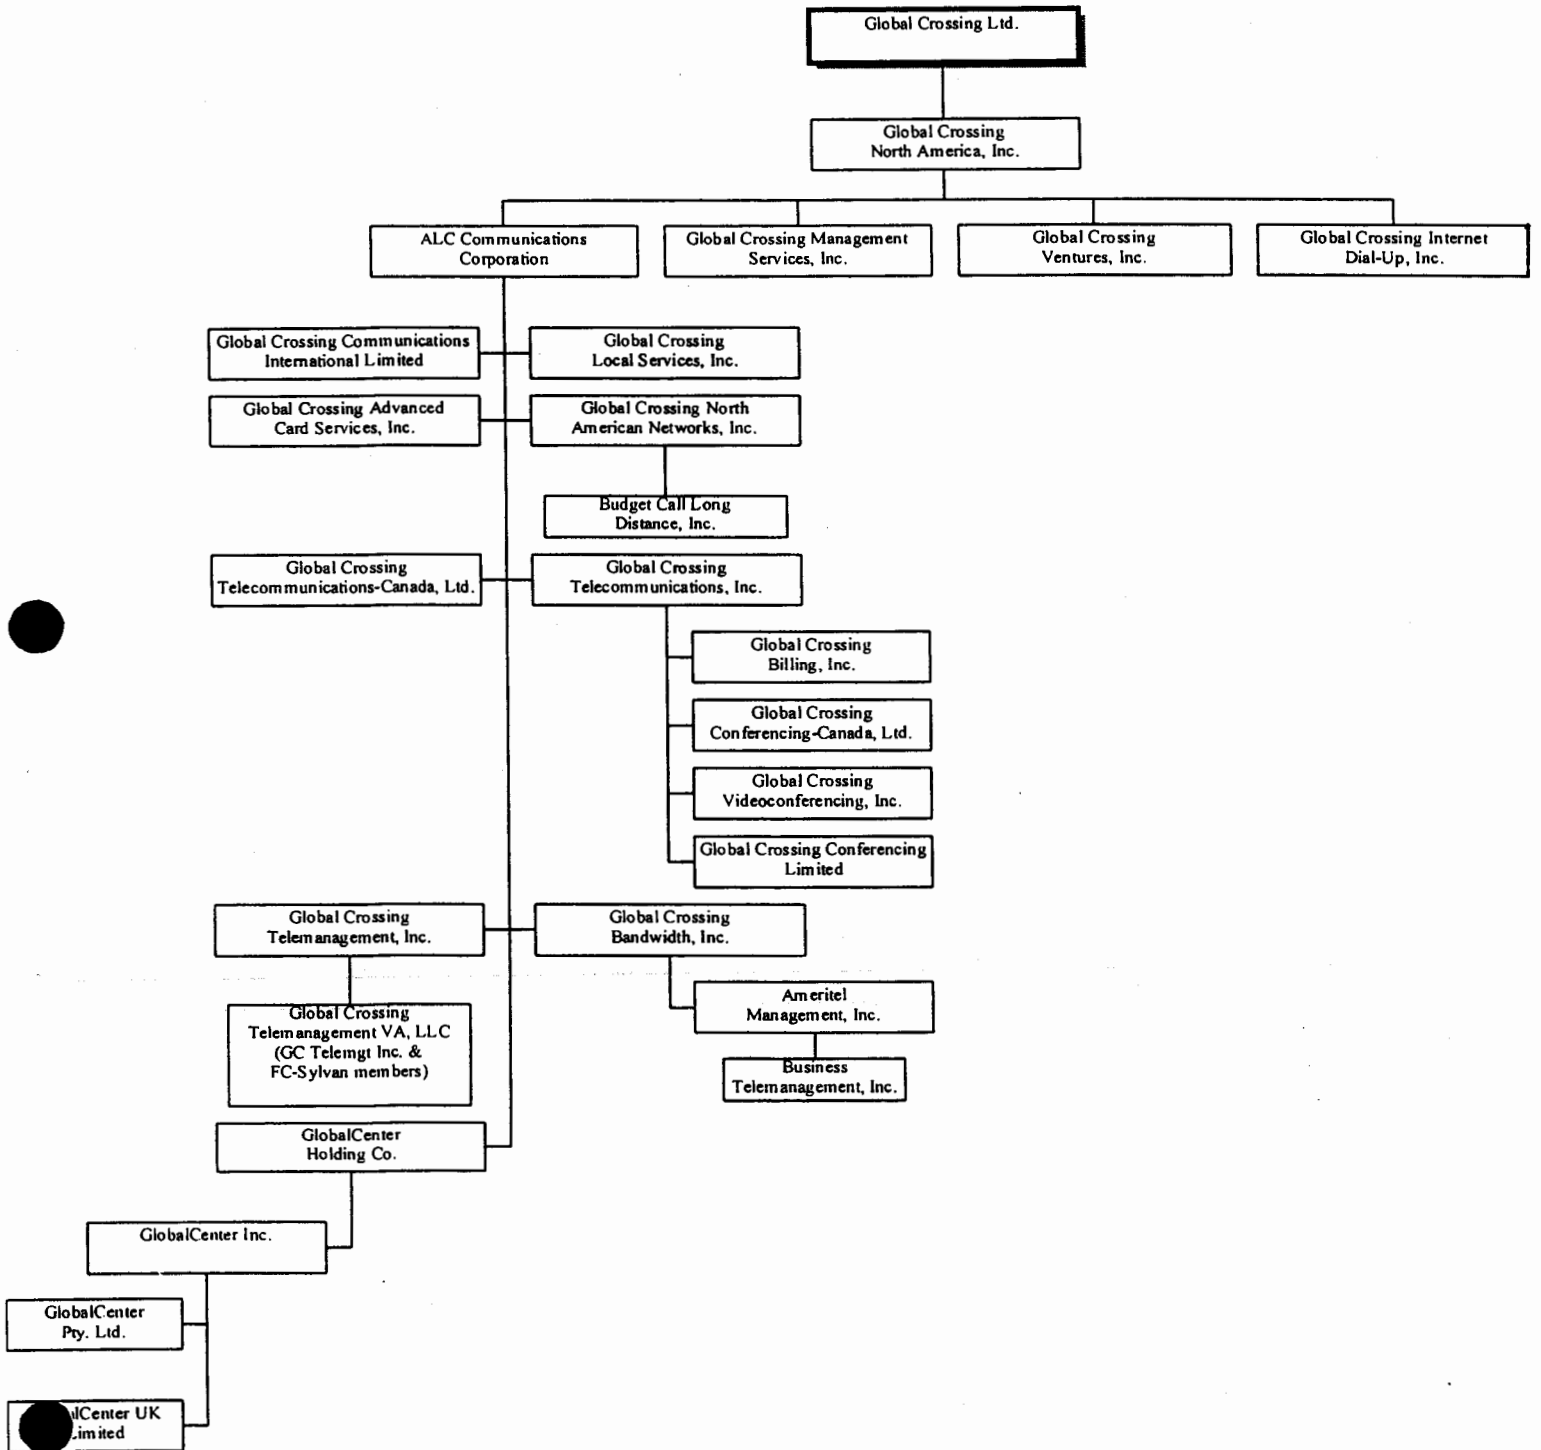 Global Crossing Ltd.
Global Crossing
North America, Inc.
ALC Communications
Corporation
Global Crossing Management
Services, Inc.
Global Crossing
Ventures, Inc.
Global Crossing Internet
Dial-Up, Inc.
Global Crossing Communications
International Limited
Global Crossing
Local Services, Inc.
Global Crossing Advanced
Card Services, Inc.
Global Crossing North
American Networks, Inc.
Budget Call Long
Distance, Inc.
Global Crossing
Telecommunications-Canada, Ltd.
Global Crossing
Telecommunications, Inc.
Global Crossing
Billing, Inc.
Global Crossing
Conferencing-Canada, Ltd.
Global Crossing
Videoconferencing, Inc.
Global Crossing Conferencing
Limited
Global Crossing
Telemanagement, Inc.
Global Crossing
Bandwidth, Inc.
Global Crossing
Telemanagement VA, LLC
(GC Telemgt Inc. &
FC-Sylvan members)
Ameritel
Management, Inc.
Business
Telemanagement, Inc.
GlobalCenter
Holding Co.
GlobalCenter Inc.
GlobalCenter
Pty. Ltd.
UK